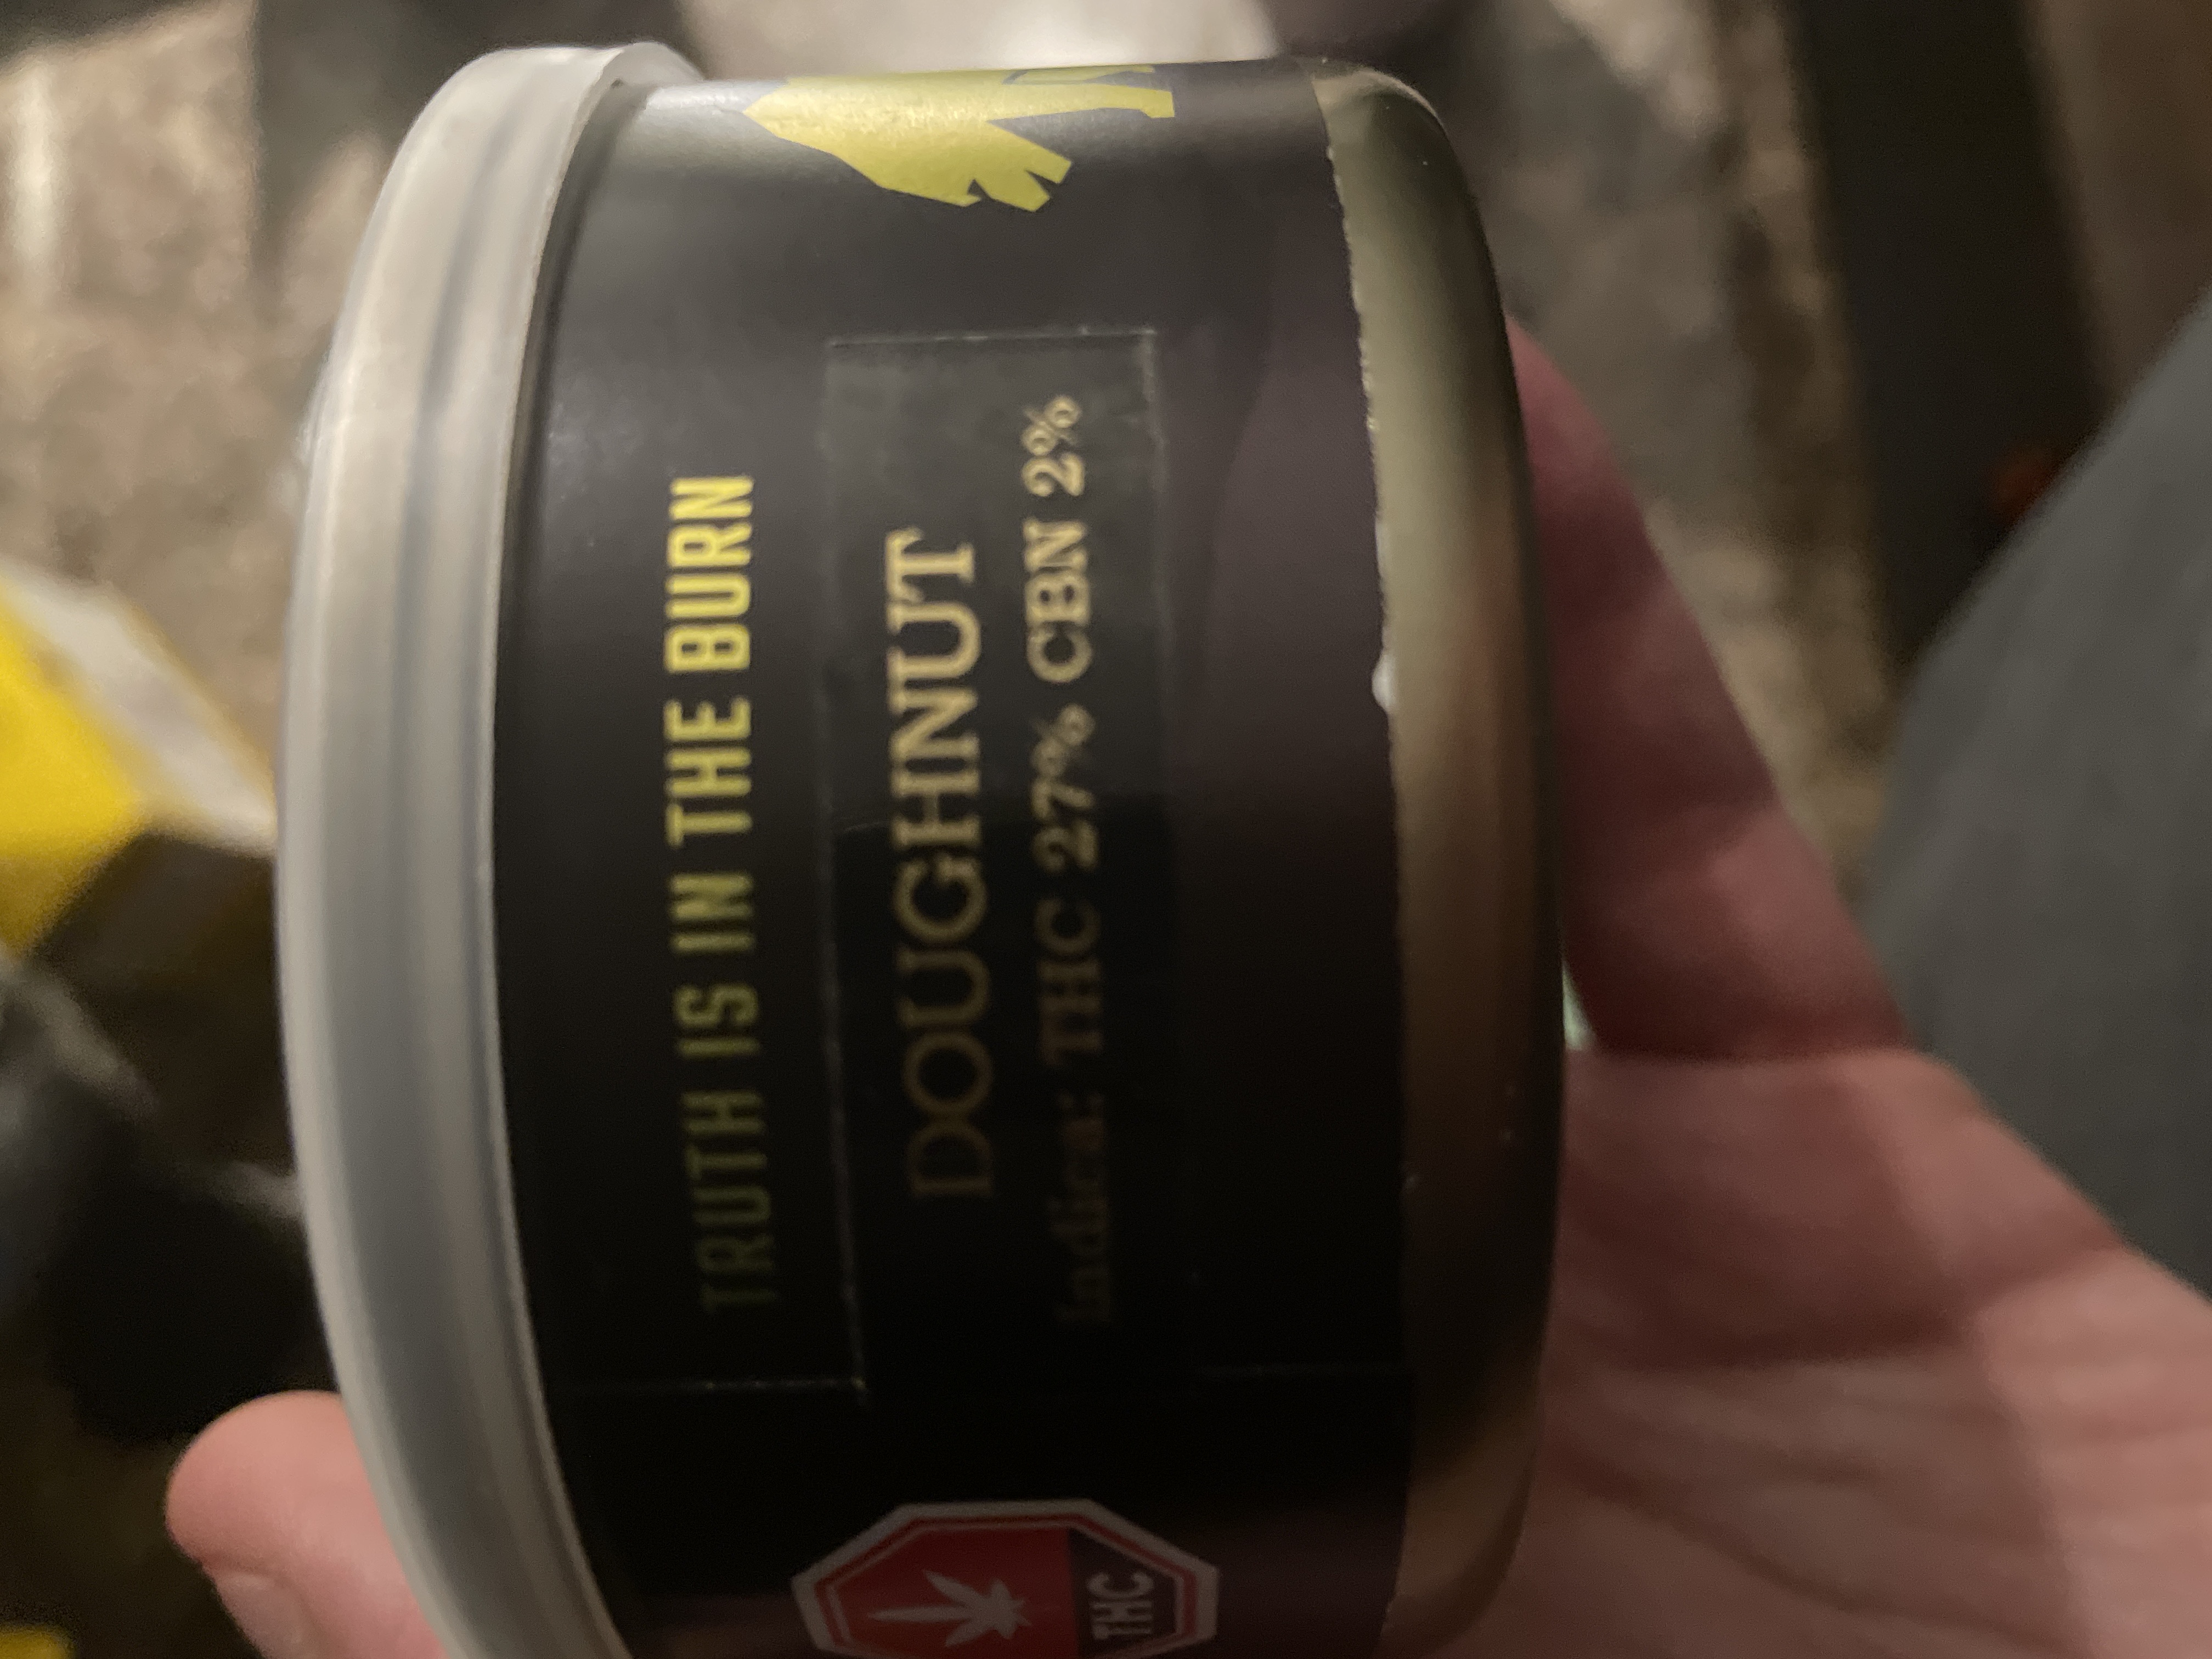 TRUTH IS IN THE BURN
DOUGHNUT
Indica: THC 27% CBN 2%
THC